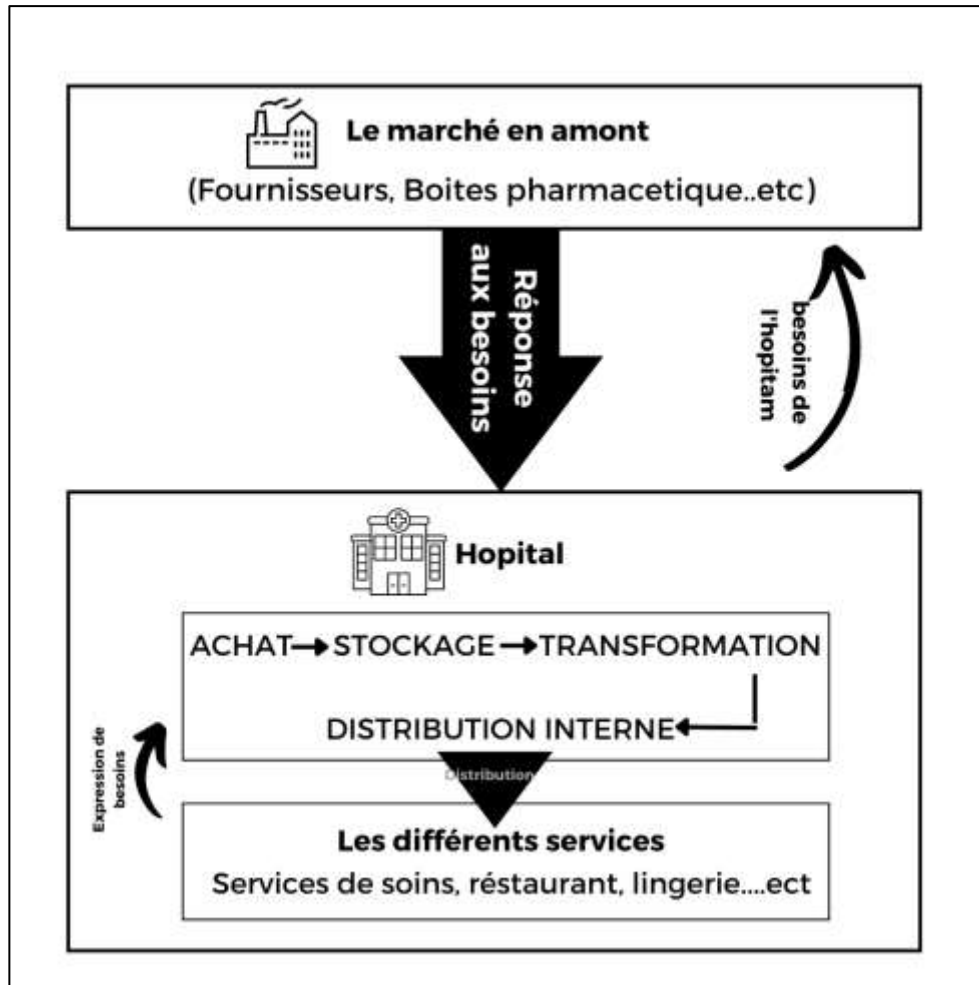 Le marché en amont
(Fournisseurs, Boites pharmacetique..etc)
Réponse
aux besoins
besoins de
l'hopitam
Hopital
ACHAT STOCKAGE TRANSFORMATION
DISTRIBUTION INTERNE
Expression de
besoins
Distribution
Les différents services
Services de soins, réstaurant, lingerie....ect